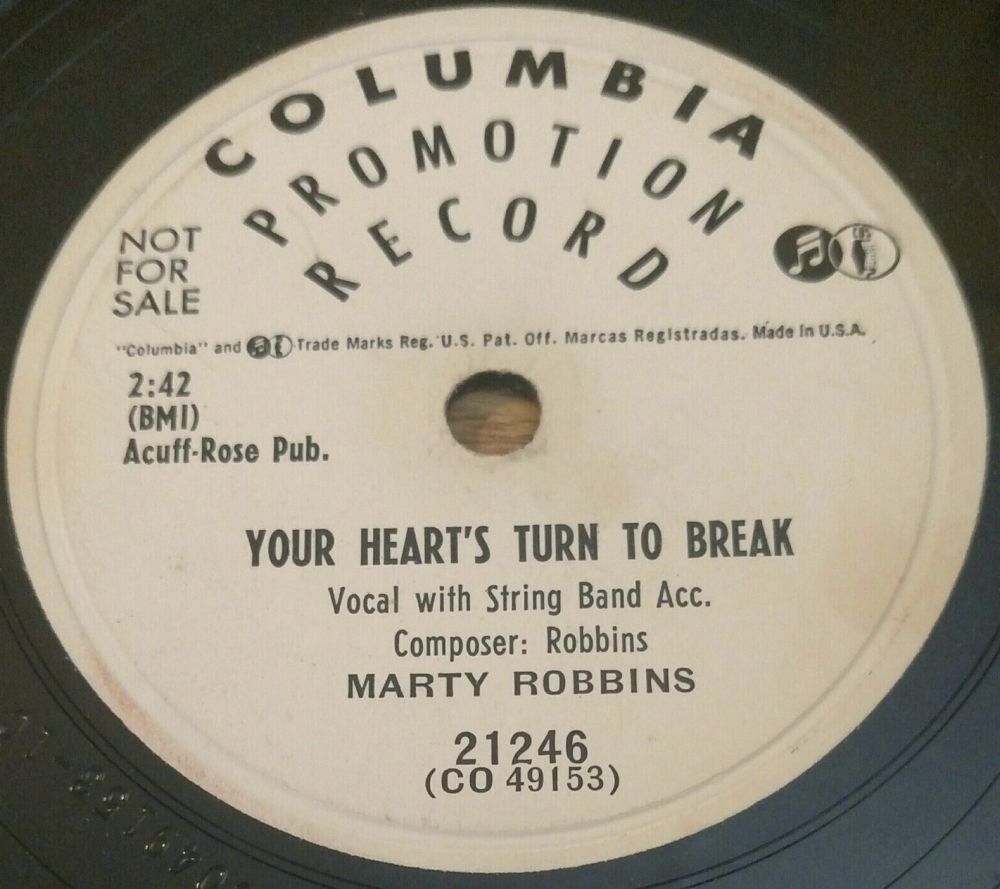 COLUMBIA
PROMOTION
RECORD
NOT
FOR
SALE
CBS
"Columbia" and Trade Marks Reg. U.S. Pat. Off. Marcas Registradas. Made in U.S.A.
2:42
(BMI)
Acuff-Rose Pub.
YOUR HEART'S TURN TO BREAK
Vocal with String Band Acc.
Composer: Robbins
MARTY ROBBINS
21246
(CO 49153)